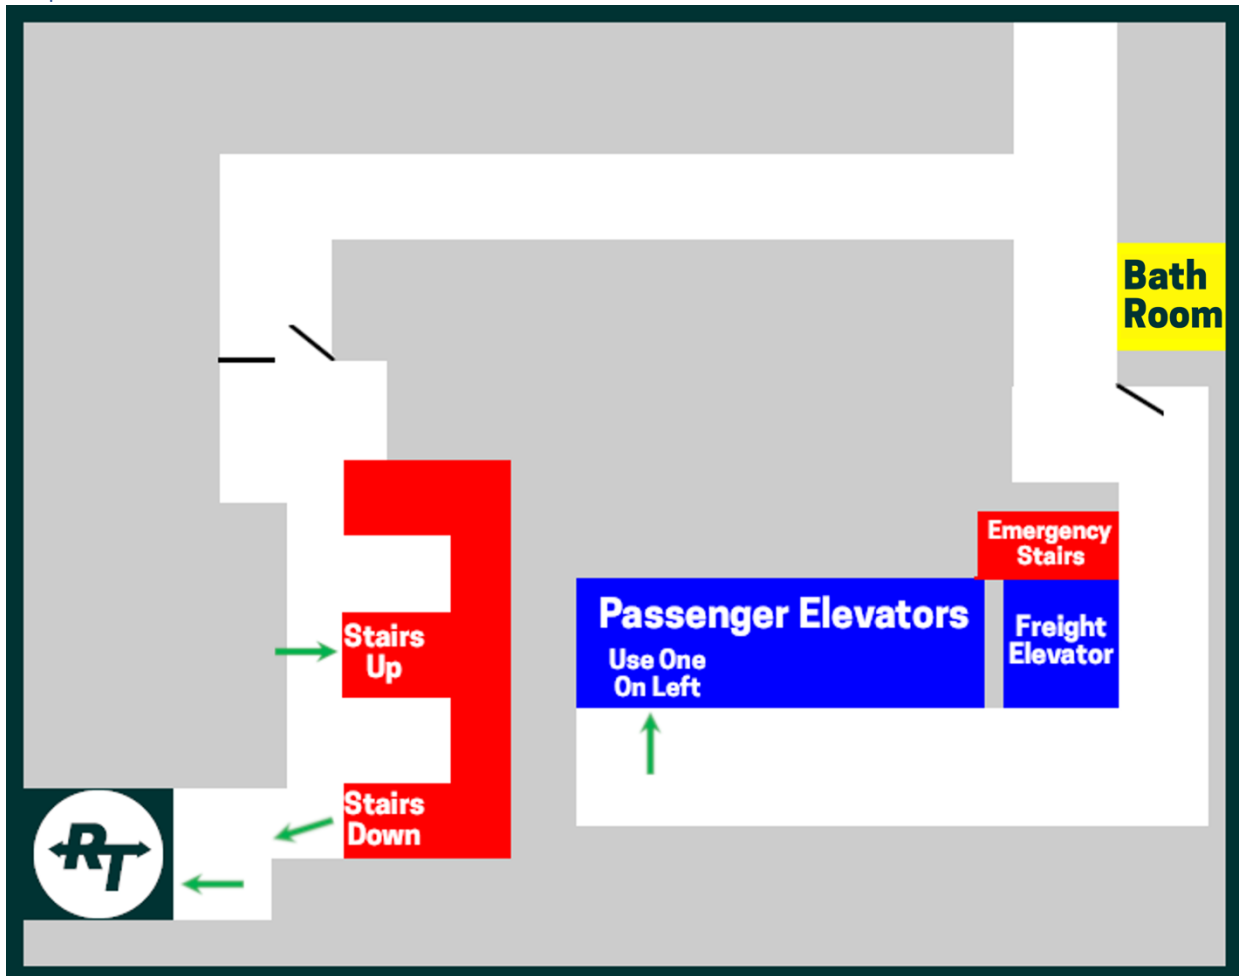 Bath
Room
Emergency
Stairs
Passenger Elevators
Use One
On Left
Freight
Elevator
Stairs
Up
Stairs
Down
RT